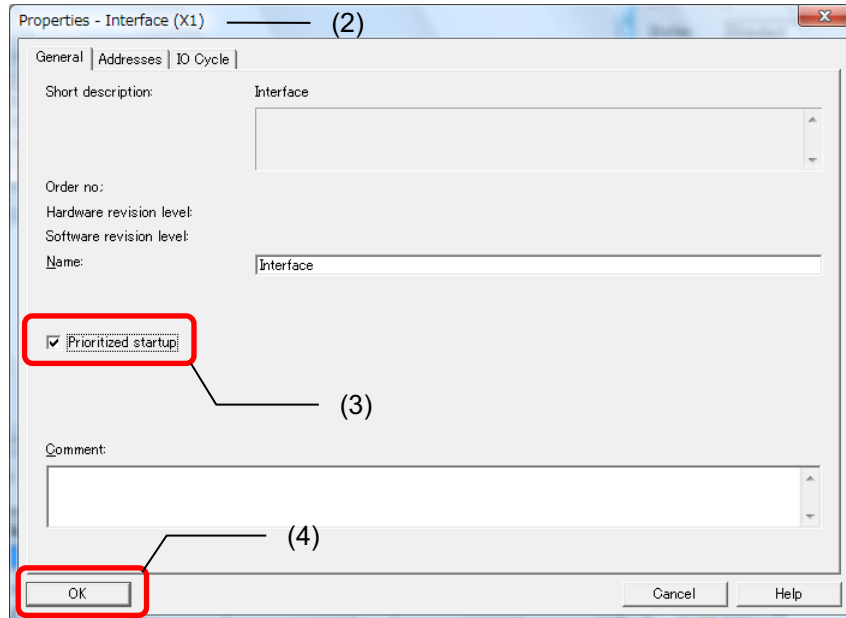 Properties - Interface (X1)
(2)
General
Addresses
IO Cycle
Short description:
Interface
Order no:
Hardware revision level:
Software revision level:
Name:
Interface
Prioritized startup
(3)
Comment:
(4)
OK
Cancel
Help